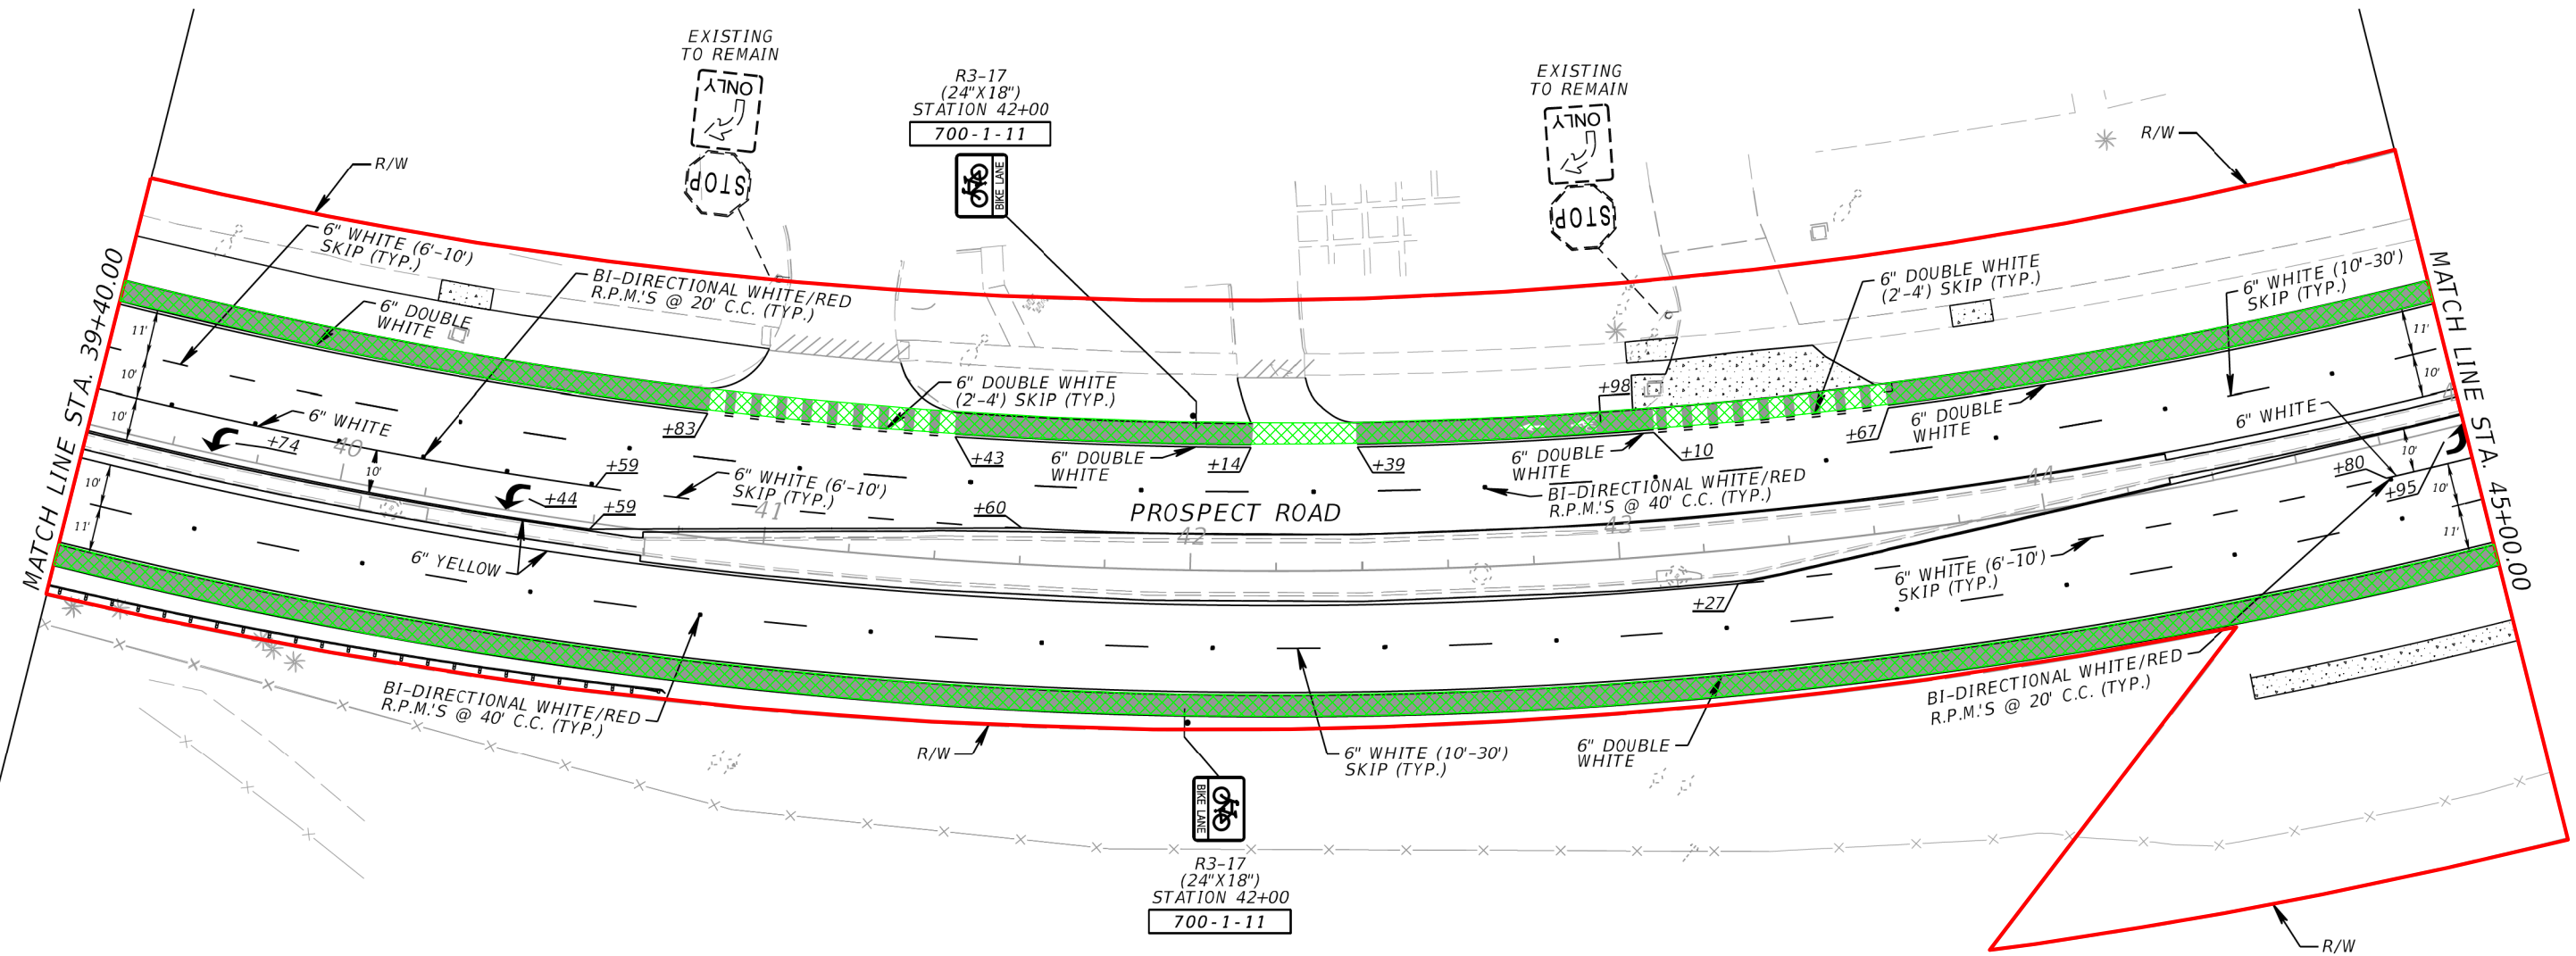 EXISTING
TO REMAIN
ONLY
STOP
R3-17
(24"X18")
STATION 42+00
700-1-11
BIKE LANE
EXISTING
TO REMAIN
ONLY
STOP
R/W
R/W
MATCH LINE STA. 39+40.00
MATCH LINE STA. 45+00.00
6" WHITE (6'-10')
SKIP (TYP.)
BI-DIRECTIONAL WHITE/RED
R.P.M.'S @ 20' C.C. (TYP.)
6" DOUBLE
WHITE
6" DOUBLE WHITE
(2'-4') SKIP (TYP.)
6" DOUBLE WHITE
(2'-4') SKIP (TYP.)
6" WHITE (10'-30')
SKIP (TYP.)
11'
10'
10'
10'
11'
10'
6" WHITE
+74
40
10'
+44
+59
+59
+83
+43
6" DOUBLE
WHITE
+14
+39
6" DOUBLE
WHITE
+98
+10
+67
6" DOUBLE
WHITE
6" WHITE
11'
10'
10'
10'
11'
+80
+95
6" WHITE (6'-10')
SKIP (TYP.)
41
+60
PROSPECT ROAD
42
BI-DIRECTIONAL WHITE/RED
R.P.M.'S @ 40' C.C. (TYP.)
43
44
6" YELLOW
+27
6" WHITE (6'-10')
SKIP (TYP.)
BI-DIRECTIONAL WHITE/RED
R.P.M.'S @ 40' C.C. (TYP.)
R/W
6" WHITE (10'-30')
SKIP (TYP.)
6" DOUBLE
WHITE
BI-DIRECTIONAL WHITE/RED
R.P.M.'S @ 20' C.C. (TYP.)
BIKE LANE
R3-17
(24"X18")
STATION 42+00
700-1-11
R/W